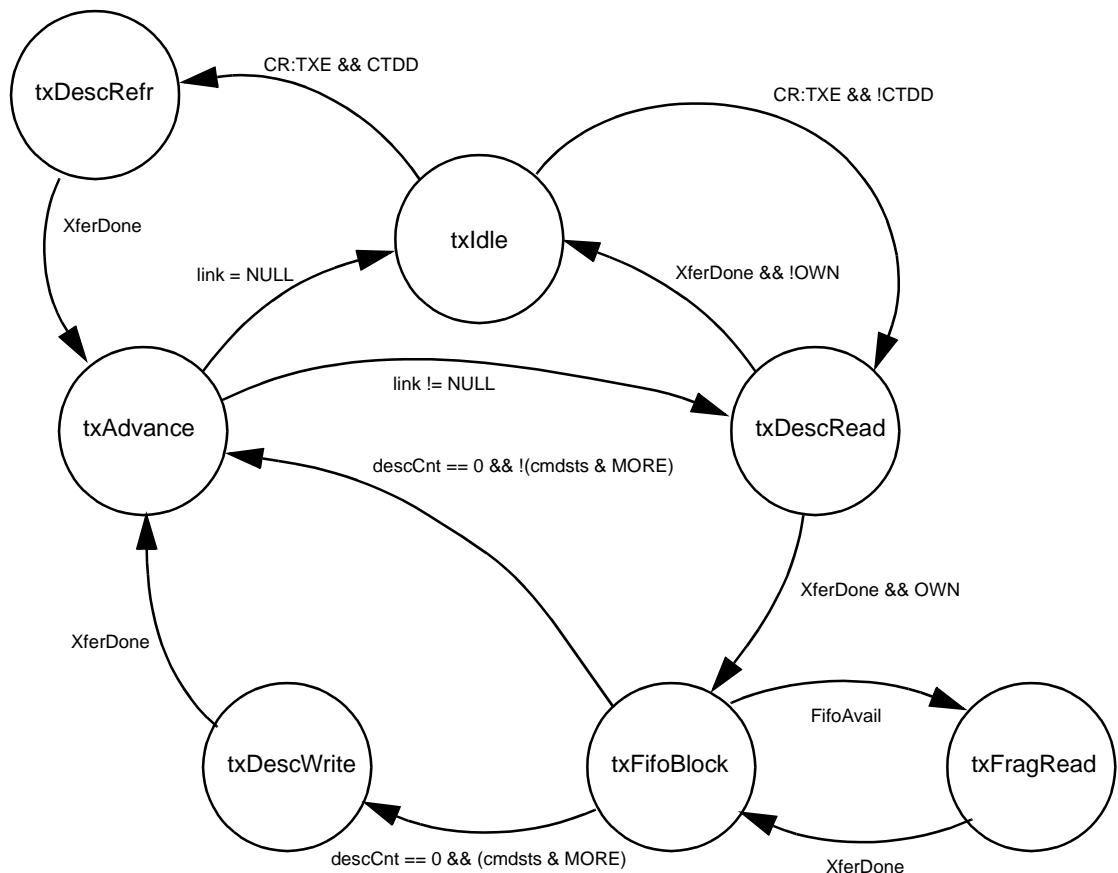 CR:TXE && CTDD
txDescRefr
CR:TXE && !CTDD
XferDone
txIdle
link = NULL
XferDone && !OWN
link != NULL
txAdvance
txDescRead
descCnt == 0 && !(cmdsts & MORE)
XferDone && OWN
XferDone
FifoAvail
txDescWrite
txFifoBlock
txFragRead
descCnt == 0 && (cmdsts & MORE)
XferDone